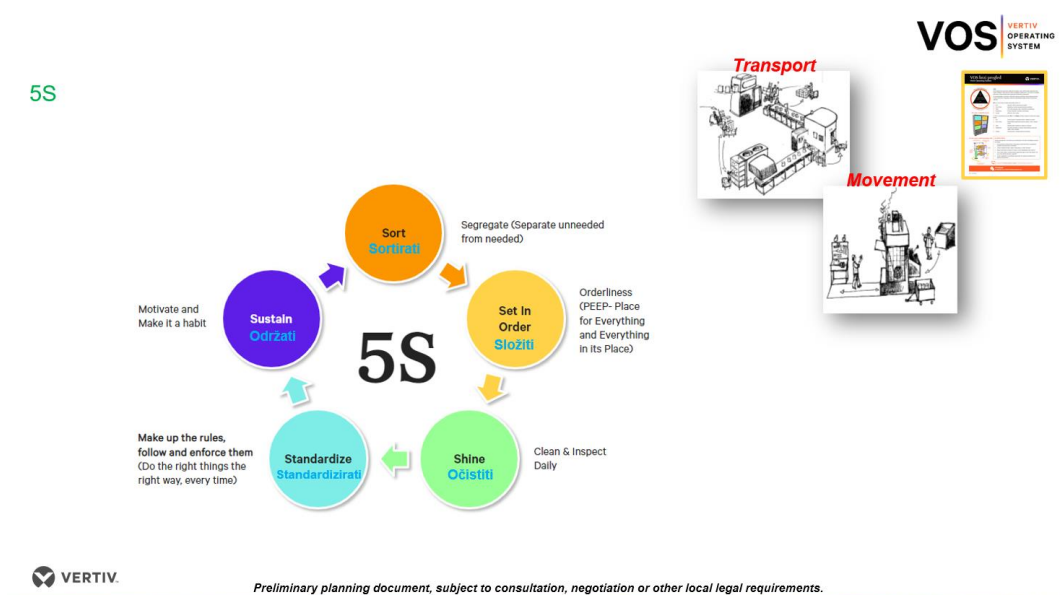 VOS
VERTIV
OPERATING
SYSTEM
Transport
5S
Movement
Sort
Sortirati
Segregate (Separate unneeded
from needed)
Set In
Order
Složiti
Orderliness
(PEEP- Place
for Everything
and Everything
in its Place)
Motivate and
Make it a habit
Sustain
Održati
5S
Make up the rules,
follow and enforce them
(Do the right things the
right way, every time)
Standardize
Standardizirati
Shine
Očistiti
Clean & Inspect
Daily
VERTIV
Preliminary planning document, subject to consultation, negotiation or other local legal requirements.